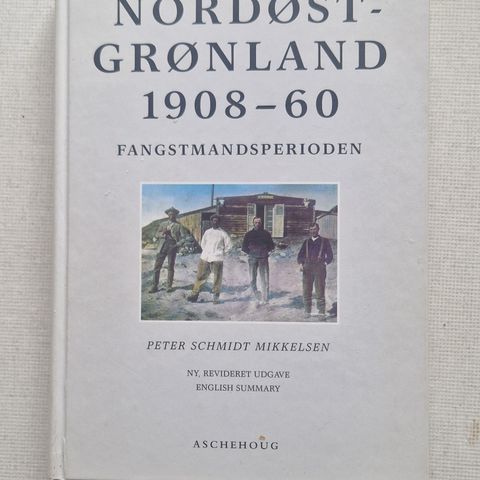 NORDØST-
GRØNLAND
1908-60
FANGSTMANDSPERIODEN
PETER SCHMIDT MIKKELSEN
NY, REVIDERET UDGAVE
ENGLISH SUMMARY
ASCHEHOUG